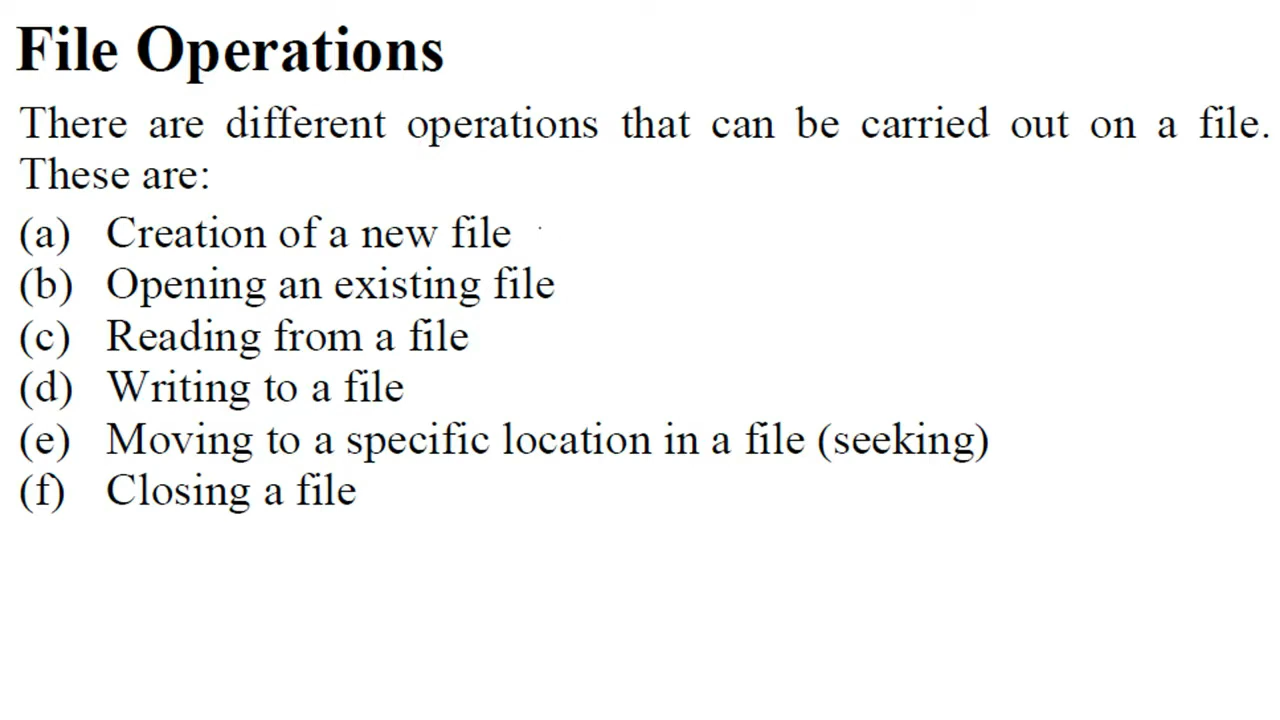 File Operations
There are different operations that can be carried out on a file.
These are:
(a) Creation of a new file
(b) Opening an existing file
(c) Reading from a file
(d) Writing to a file
(e) Moving to a specific location in a file (seeking)
(f) Closing a file